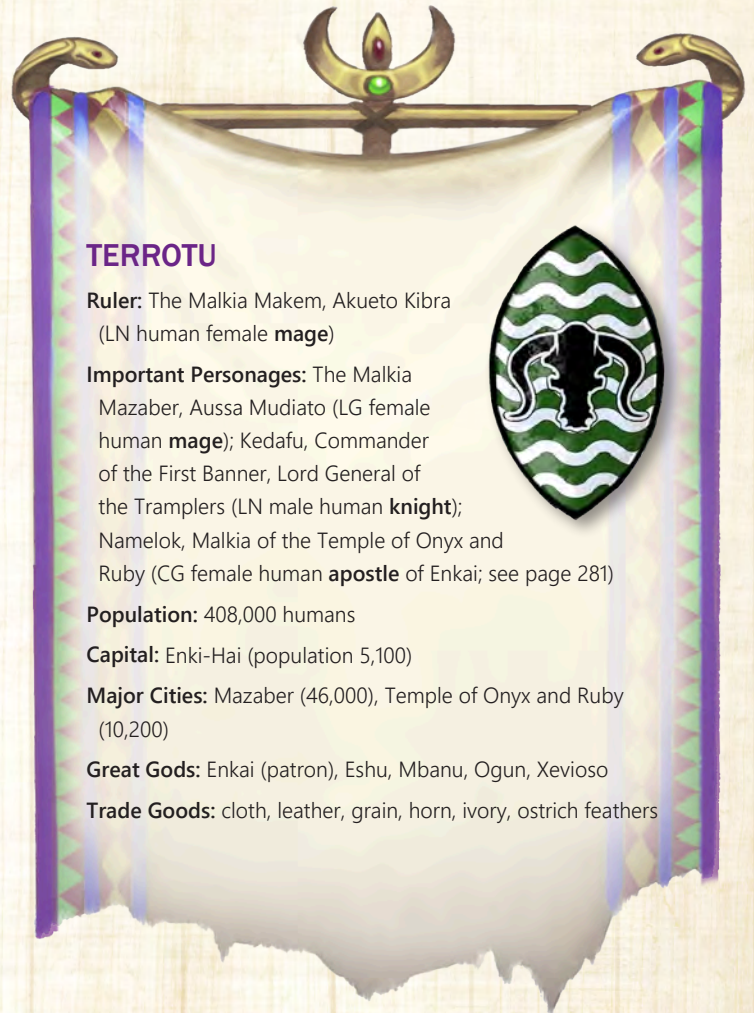 TERROTU
Ruler: The Malkia Makem, Akueto Kibra
(LN human female mage)
Important Personages: The Malkia
Mazaber, Aussa Mudiato (LG female
human mage); Kedafu, Commander
of the First Banner, Lord General of
the Tramplers (LN male human knight);
Namelok, Malkia of the Temple of Onyx and
Ruby (CG female human apostle of Enkai; see page 281)
Population: 408,000 humans
Capital: Enki-Hai (population 5,100)
Major Cities: Mazaber (46,000), Temple of Onyx and Ruby
(10,200)
Great Gods: Enkai (patron), Eshu, Mbanu, Ogun, Xevioso
Trade Goods: cloth, leather, grain, horn, ivory, ostrich feathers